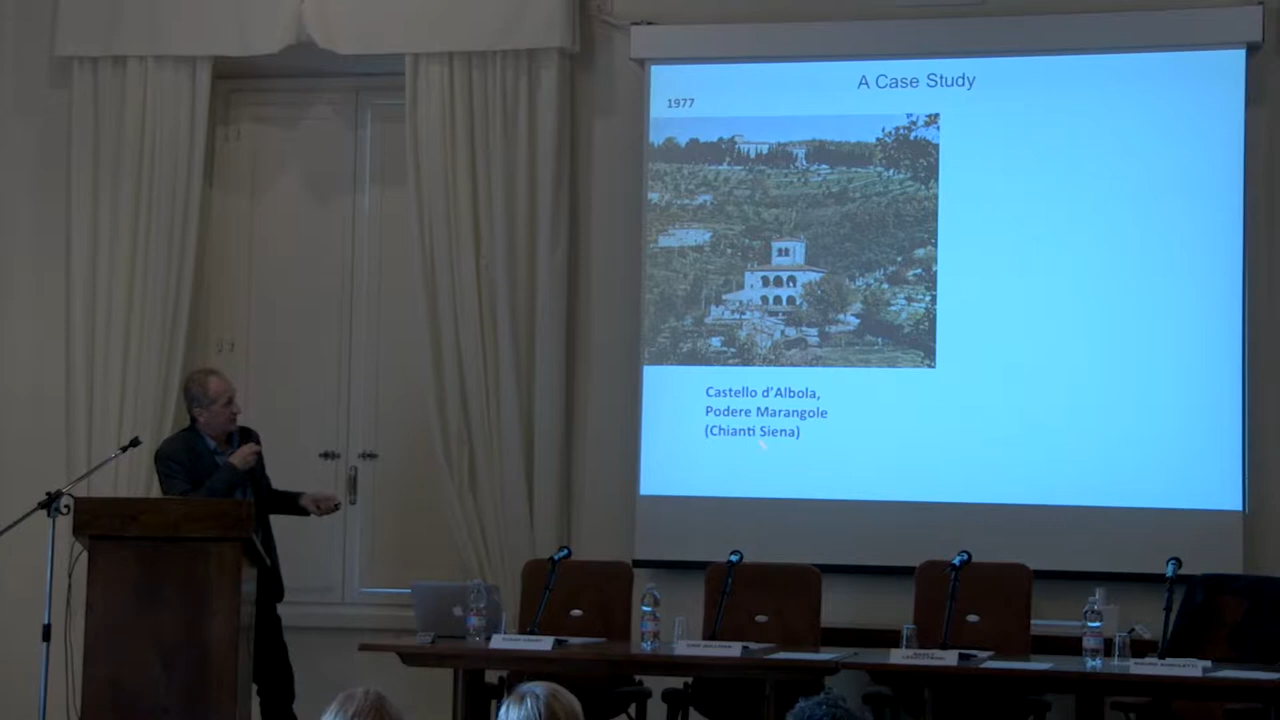 A Case Study
1977
Castello d'Albola,
Podere Marangole
(Chianti Siena)